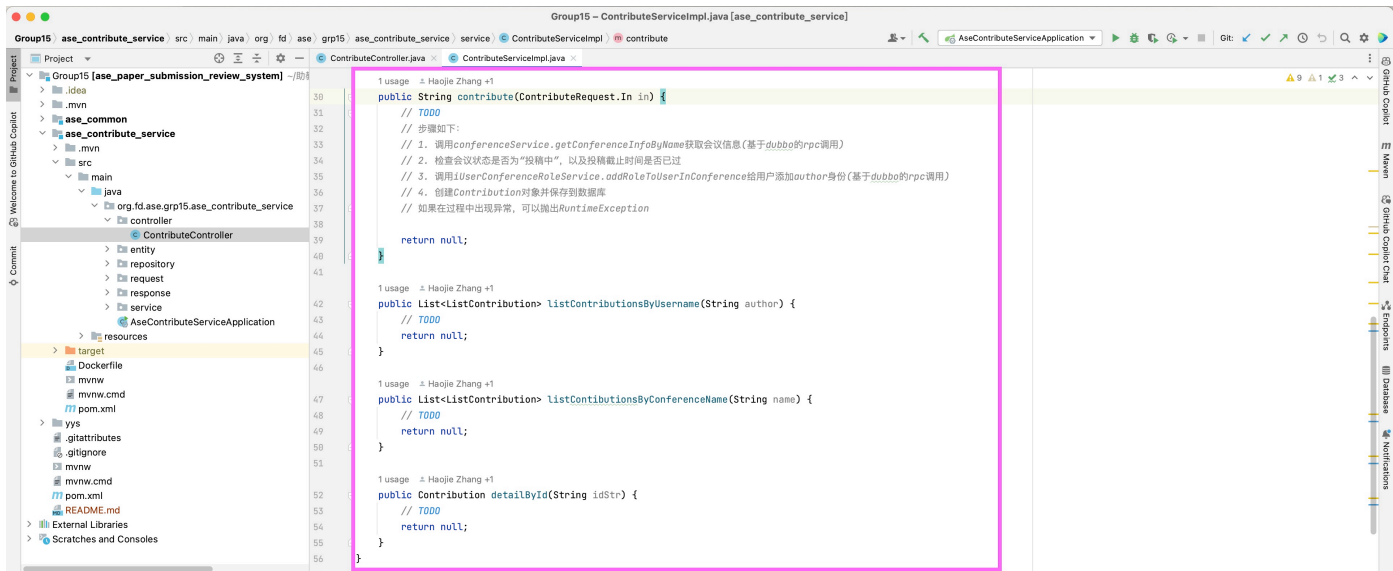 Group15 – ContributeServiceImpl.java [ase_contribute_service]
Group15 ⟩ ase_contribute_service ⟩ src ⟩ main ⟩ java ⟩ org ⟩ fd ⟩ ase ⟩ grp15 ⟩ ase_contribute_service ⟩ service ⟩ ContributeServiceImpl ⟩ contribute
AseContributeServiceApplication
Git:
Project
ContributeController.java
ContributeServiceImpl.java
Project
GitHub Copilot
Welcome to GitHub Copilot
Commit
Group15 [ase_paper_submission_review_system]
.idea
.mvn
ase_common
ase_contribute_service
.mvn
src
main
java
org.fd.ase.grp15.ase_contribute_service
controller
ContributeController
entity
repository
request
response
service
AseContributeServiceApplication
resources
target
Dockerfile
mvnw
mvnw.cmd
pom.xml
yys
.gitattributes
.gitignore
mvnw
mvnw.cmd
pom.xml
README.md
External Libraries
Scratches and Consoles
9 1 3
1 usage Haojie Zhang +1
30 public String contribute(ContributeRequest.In in) {
31 // TODO
32 // 步骤如下:
33 // 1. 调用conferenceService.getConferenceInfoByName获取会议信息(基于dubbo的rpc调用)
34 // 2. 检查会议状态是否为“投稿中”, 以及投稿截止时间是否已过
35 // 3. 调用iUserConferenceRoleService.addRoleToUserInConference给用户添加author身份(基于dubbo的rpc调用)
36 // 4. 创建Contribution对象并保存到数据库
37 // 如果在过程中出现异常, 可以抛出RuntimeException
38
39 return null;
40 }
41
1 usage Haojie Zhang +1
42 public List<ListContribution> listContributionsByUsername(String author) {
43 // TODO
44 return null;
45 }
46
1 usage Haojie Zhang +1
47 public List<ListContribution> listContibutionsByConferenceName(String name) {
48 // TODO
49 return null;
50 }
51
1 usage Haojie Zhang +1
52 public Contribution detailById(String idStr) {
53 // TODO
54 return null;
55 }
56 }
GitHub Copilot
Maven
GitHub Copilot Chat
Endpoints
Database
Notifications